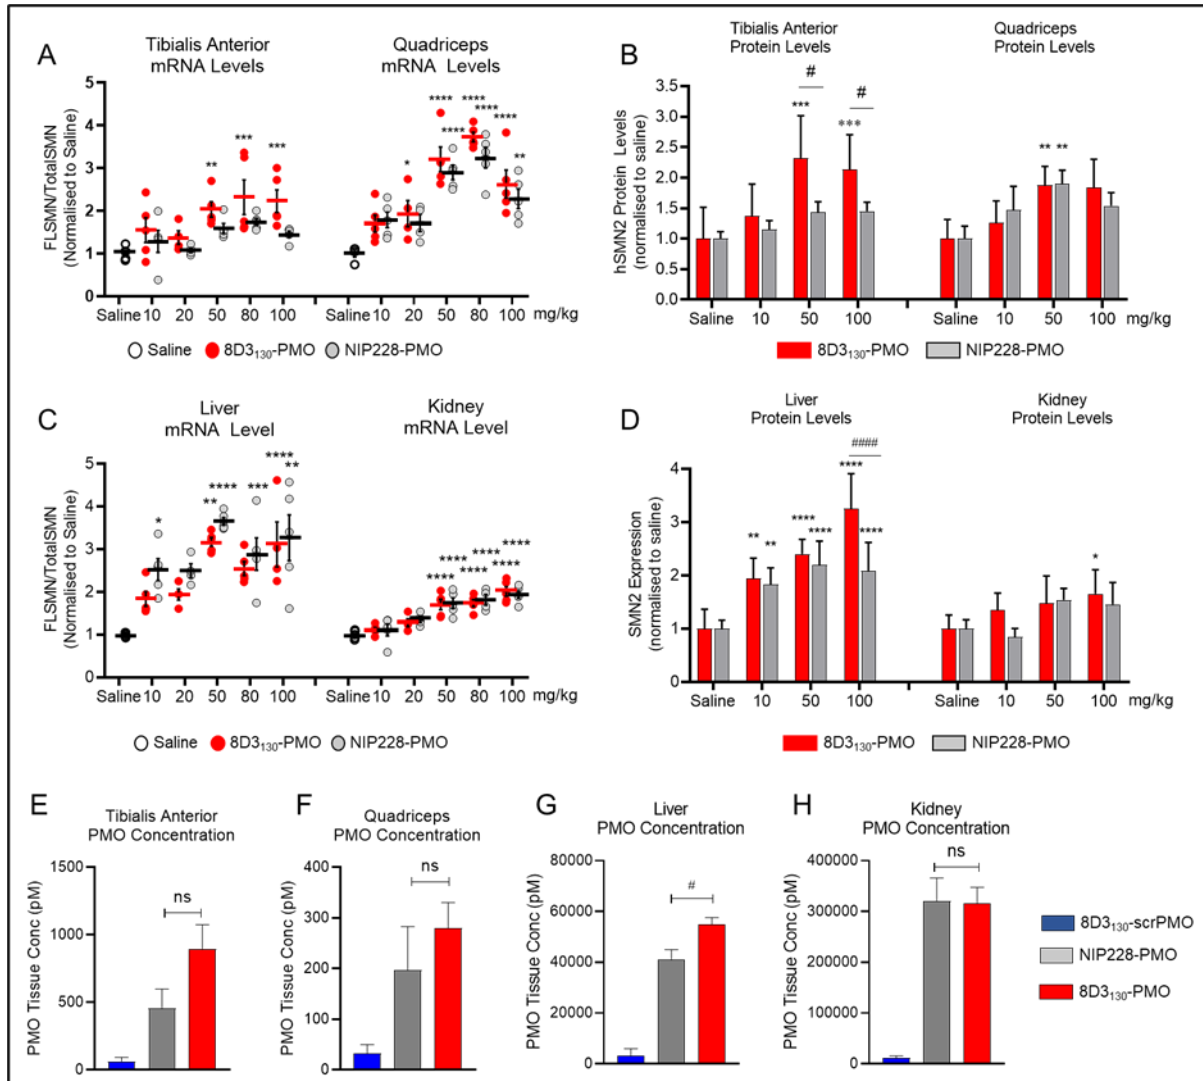 A
Tibialis Anterior
mRNA Levels
Quadriceps
mRNA Levels
FLSMN/TotalSMN
(Normalised to Saline)
5
4
3
2
1
0
** *** ***
* **** **** **** **** **** **
Saline 10 20 50 80 100 Saline 10 20 50 80 100 mg/kg
Saline 8D3₁₃₀-PMO NIP228-PMO
B
Tibialis Anterior
Protein Levels
Quadriceps
Protein Levels
hSMN2 Protein Levels
(normalised to saline)
3.5
3.0
2.5
2.0
1.5
1.0
0.5
0.0
# #
*** *** ** **
Saline 10 50 100 Saline 10 50 100 mg/kg
8D3₁₃₀-PMO NIP228-PMO
C
Liver
mRNA Level
Kidney
mRNA Level
FLSMN/TotalSMN
(Normalised to Saline)
5
4
3
2
1
0
* ** **** *** **** **
**** **** **** **** **** ****
Saline 10 20 50 80 100 Saline 10 20 50 80 100 mg/kg
Saline 8D3₁₃₀-PMO NIP228-PMO
D
Liver
Protein Levels
Kidney
Protein Levels
SMN2 Expression
(normalised to saline)
4
3
2
1
0
####
** ** **** **** **** **** *
Saline 10 50 100 Saline 10 50 100 mg/kg
8D3₁₃₀-PMO NIP228-PMO
E
Tibialis Anterior
PMO Concentration
PMO Tissue Conc (pM)
1500
1000
500
0
ns
F
Quadriceps
PMO Concentration
PMO Tissue Conc (pM)
400
300
200
100
0
ns
G
Liver
PMO Concentration
PMO Tissue Conc (pM)
80000
60000
40000
20000
0
#
H
Kidney
PMO Concentration
PMO Tissue Conc (pM)
400000
300000
200000
100000
0
ns
8D3₁₃₀-scrPMO
NIP228-PMO
8D3₁₃₀-PMO